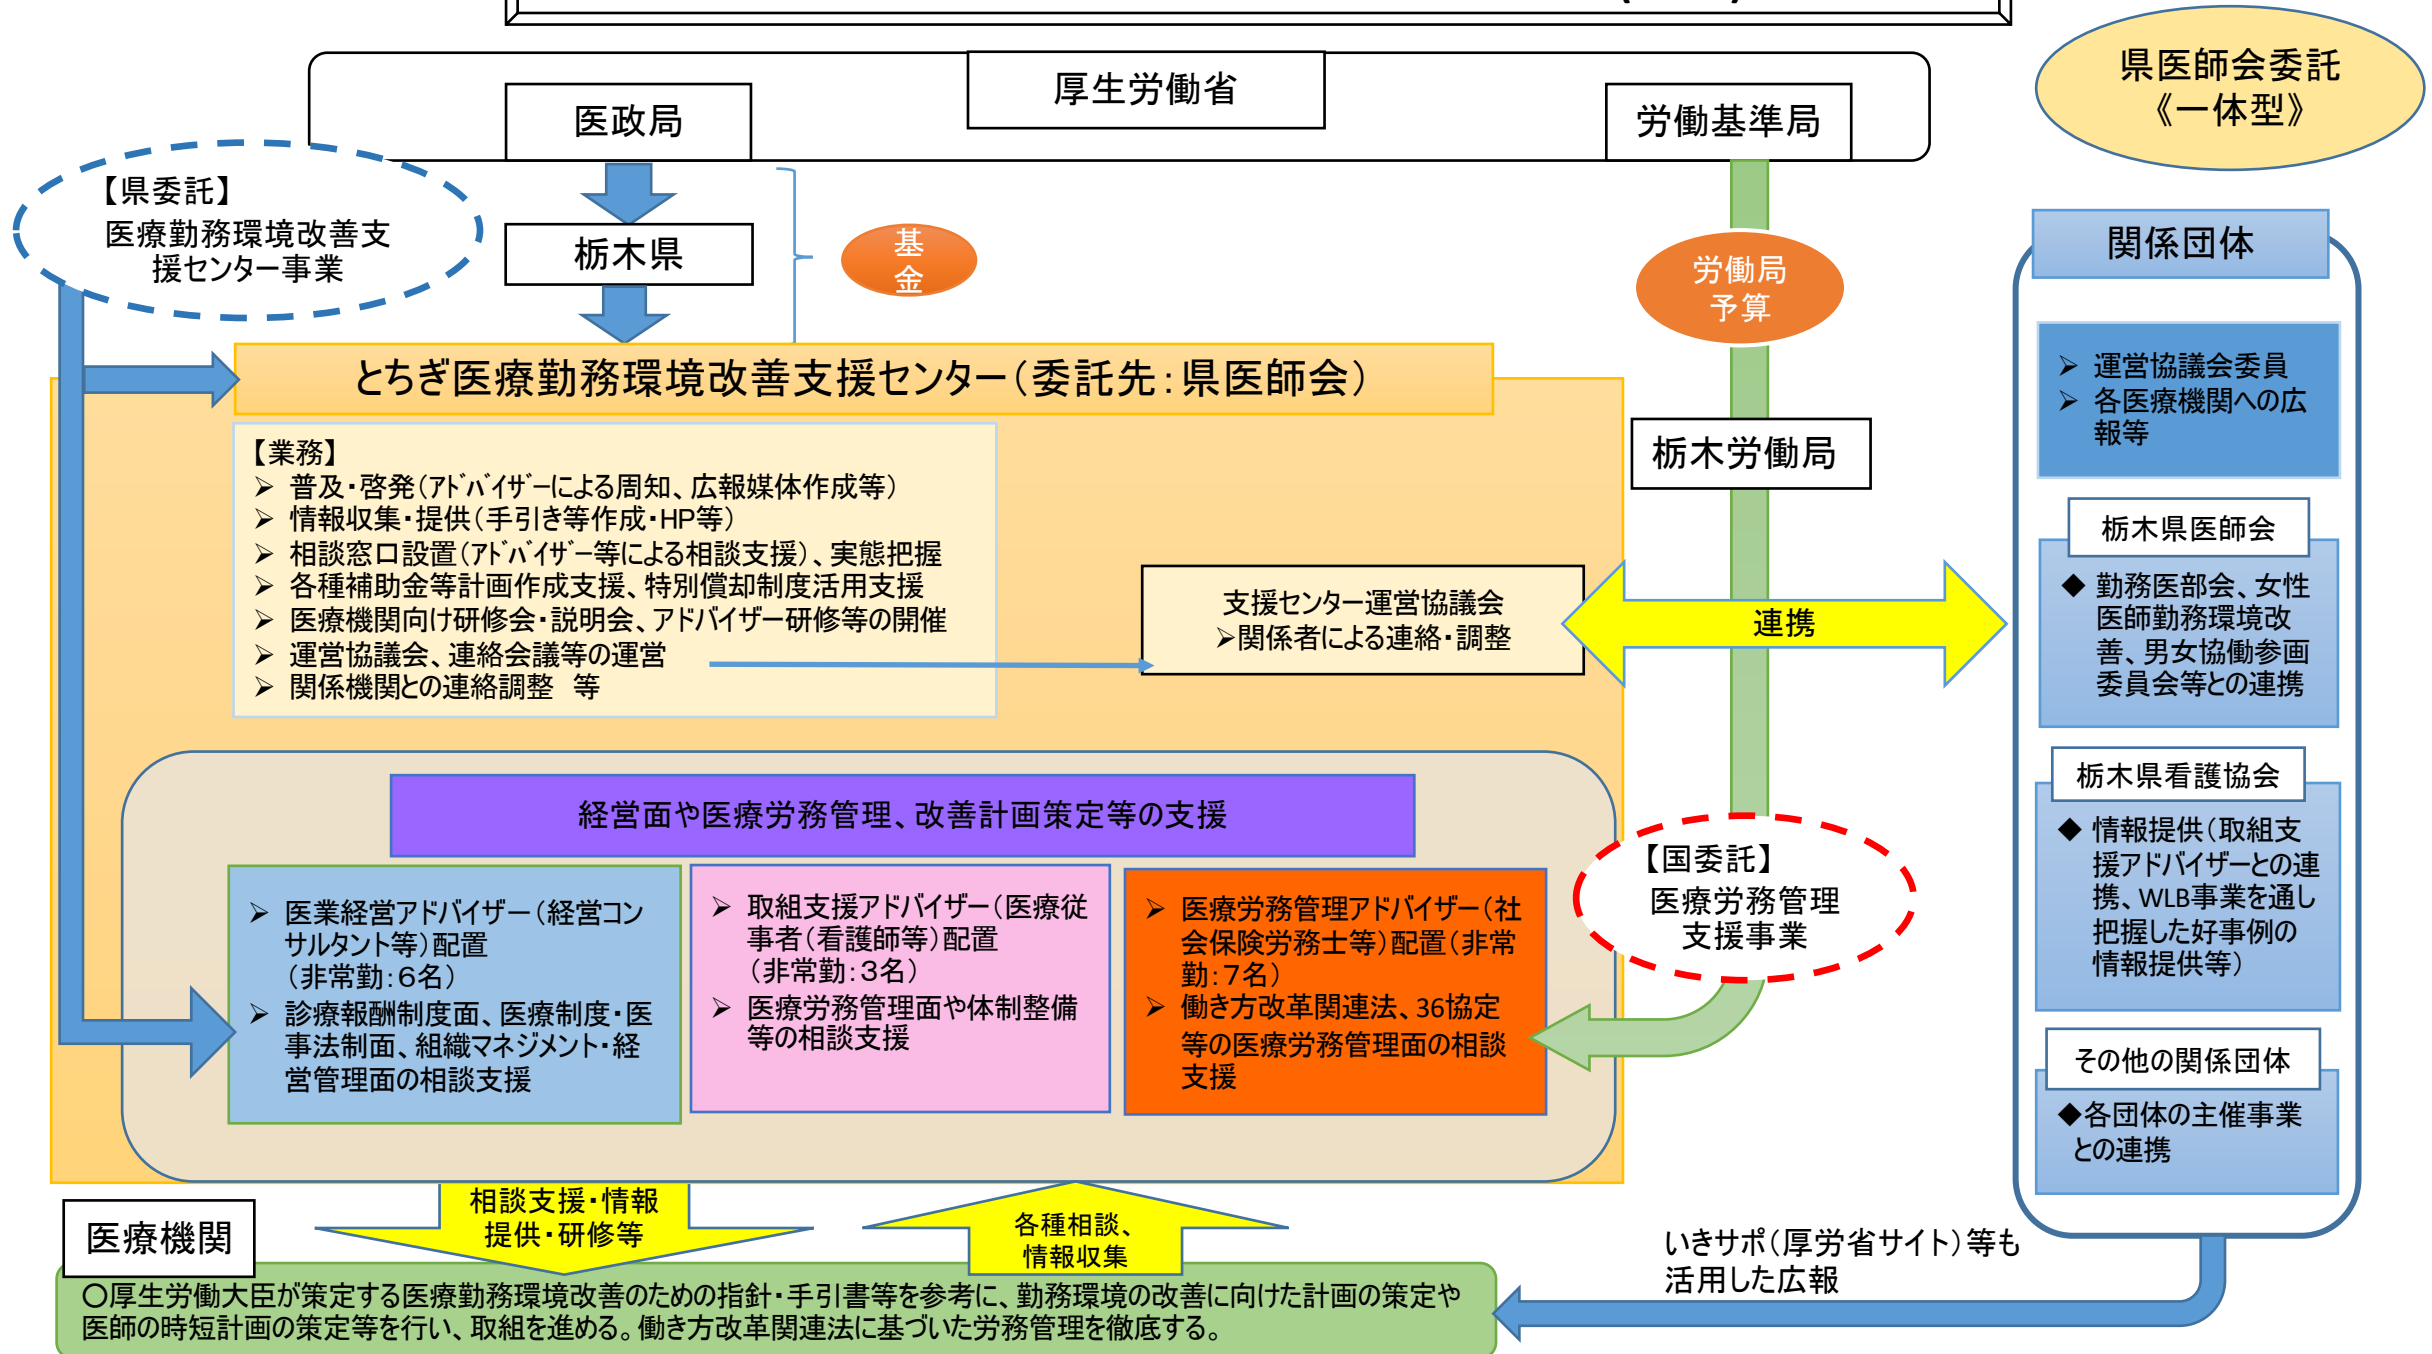 厚生労働省
医政局
労働基準局
県医師会委託
《一体型》
【県委託】
医療勤務環境改善支
援センター事業
栃木県
基
金
労働局
予算
関係団体
とちぎ医療勤務環境改善支援センター（委託先：県医師会）
【業務】
➢ 普及・啓発（ｱﾄﾞﾊﾞｲｻﾞｰによる周知、広報媒体作成等）
➢ 情報収集・提供（手引き等作成・HP等）
➢ 相談窓口設置（ｱﾄﾞﾊﾞｲｻﾞｰ等による相談支援）、実態把握
➢ 各種補助金等計画作成支援、特別償却制度活用支援
➢ 医療機関向け研修会・説明会、アドバイザー研修等の開催
➢ 運営協議会、連絡会議等の運営
➢ 関係機関との連絡調整　等
支援センター運営協議会
➢関係者による連絡・調整
栃木労働局
連携
➢ 運営協議会委員
➢ 各医療機関への広
報等
栃木県医師会
◆ 勤務医部会、女性
医師勤務環境改
善、男女協働参画
委員会等との連携
栃木県看護協会
◆ 情報提供（取組支
援アドバイザーとの連
携、WLB事業を通し
把握した好事例の
情報提供等）
その他の関係団体
◆各団体の主催事業
との連携
経営面や医療労務管理、改善計画策定等の支援
➢ 医業経営アドバイザー（経営コン
サルタント等）配置
（非常勤：６名）
➢ 診療報酬制度面、医療制度・医
事法制面、組織マネジメント・経
営管理面の相談支援
➢ 取組支援アドバイザー（医療従
事者（看護師等）配置
（非常勤：３名）
➢ 医療労務管理面や体制整備
等の相談支援
➢ 医療労務管理アドバイザー（社
会保険労務士等）配置（非常
勤：７名）
➢ 働き方改革関連法、36協定
等の医療労務管理面の相談
支援
【国委託】
医療労務管理
支援事業
相談支援・情報
提供・研修等
各種相談、
情報収集
医療機関
〇厚生労働大臣が策定する医療勤務環境改善のための指針・手引書等を参考に、勤務環境の改善に向けた計画の策定や
医師の時短計画の策定等を行い、取組を進める。働き方改革関連法に基づいた労務管理を徹底する。
いきサポ（厚労省サイト）等も
活用した広報